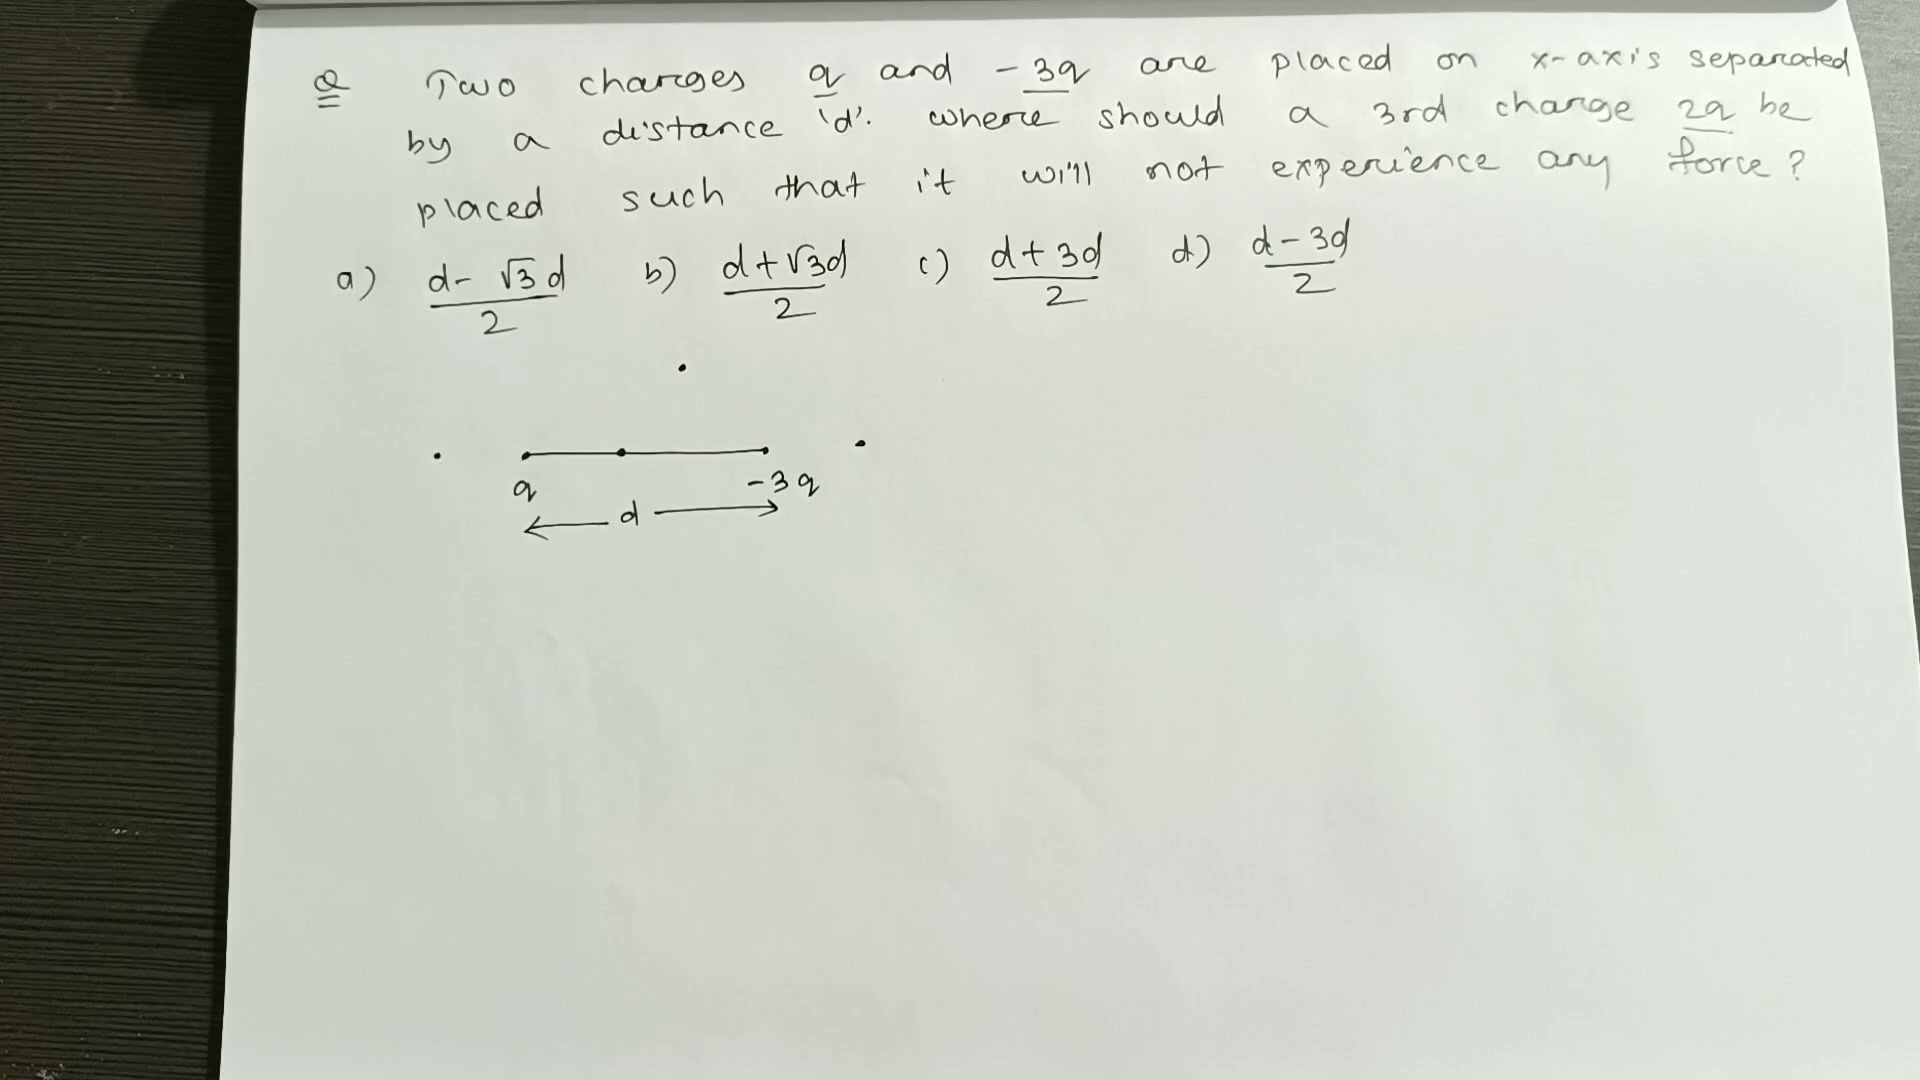 Q Two charges q and -3q are placed on x-axis separated
by a distance 'd'. where should a 3rd charge 2q be
placed such that it will not experience any force?
a) d-√3d/2 b) d+√3d/2 c) d+3d/2 d) d-3d/2
q -3q
d